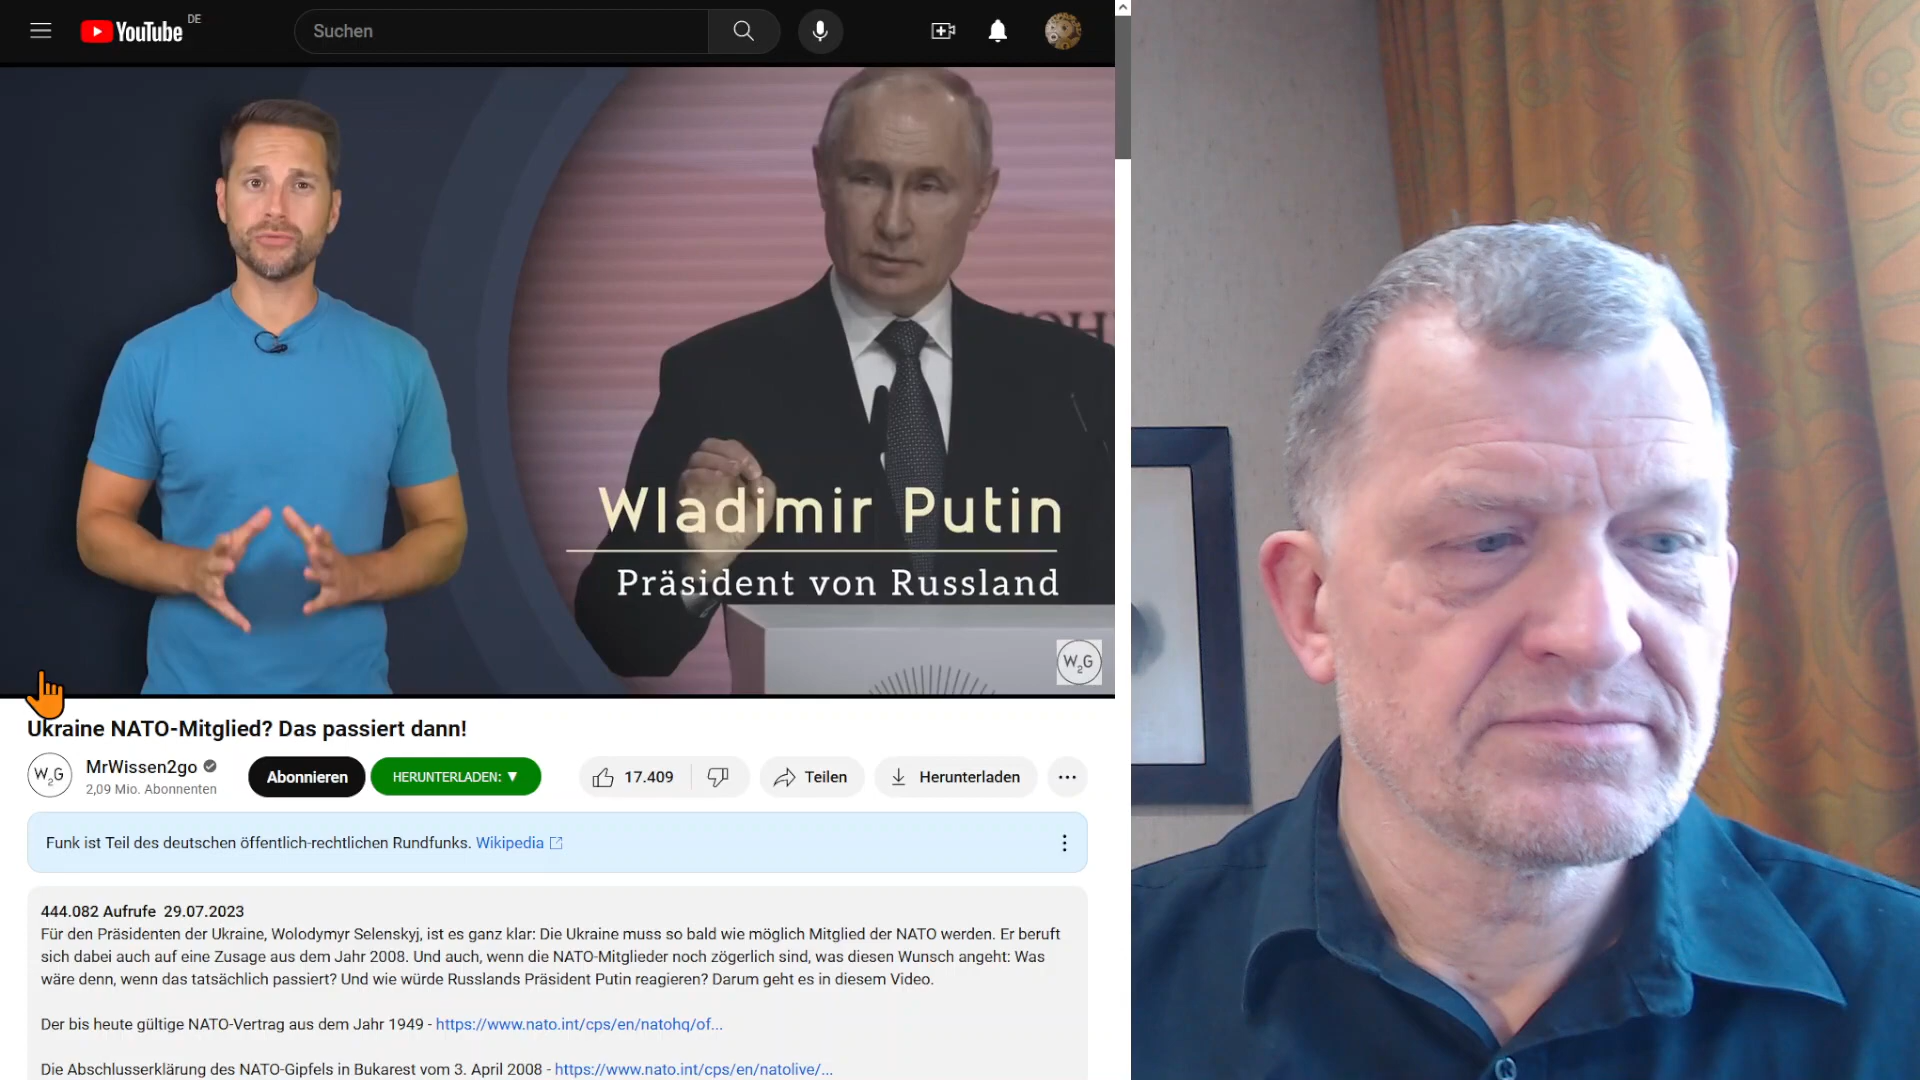 YouTube DE
Suchen
Wladimir Putin
Präsident von Russland
W2G
Ukraine NATO-Mitglied? Das passiert dann!
W2G
MrWissen2go
2,09 Mio. Abonnenten
Abonnieren
HERUNTERLADEN: ▼
17.409
Teilen
Herunterladen
Funk ist Teil des deutschen öffentlich-rechtlichen Rundfunks. Wikipedia
444.082 Aufrufe 29.07.2023
Für den Präsidenten der Ukraine, Wolodymyr Selenskyj, ist es ganz klar: Die Ukraine muss so bald wie möglich Mitglied der NATO werden. Er beruft
sich dabei auch auf eine Zusage aus dem Jahr 2008. Und auch, wenn die NATO-Mitglieder noch zögerlich sind, was diesen Wunsch angeht: Was
wäre denn, wenn das tatsächlich passiert? Und wie würde Russlands Präsident Putin reagieren? Darum geht es in diesem Video.
Der bis heute gültige NATO-Vertrag aus dem Jahr 1949 - https://www.nato.int/cps/en/natohq/of...
Die Abschlusserklärung des NATO-Gipfels in Bukarest vom 3. April 2008 - https://www.nato.int/cps/en/natolive/...